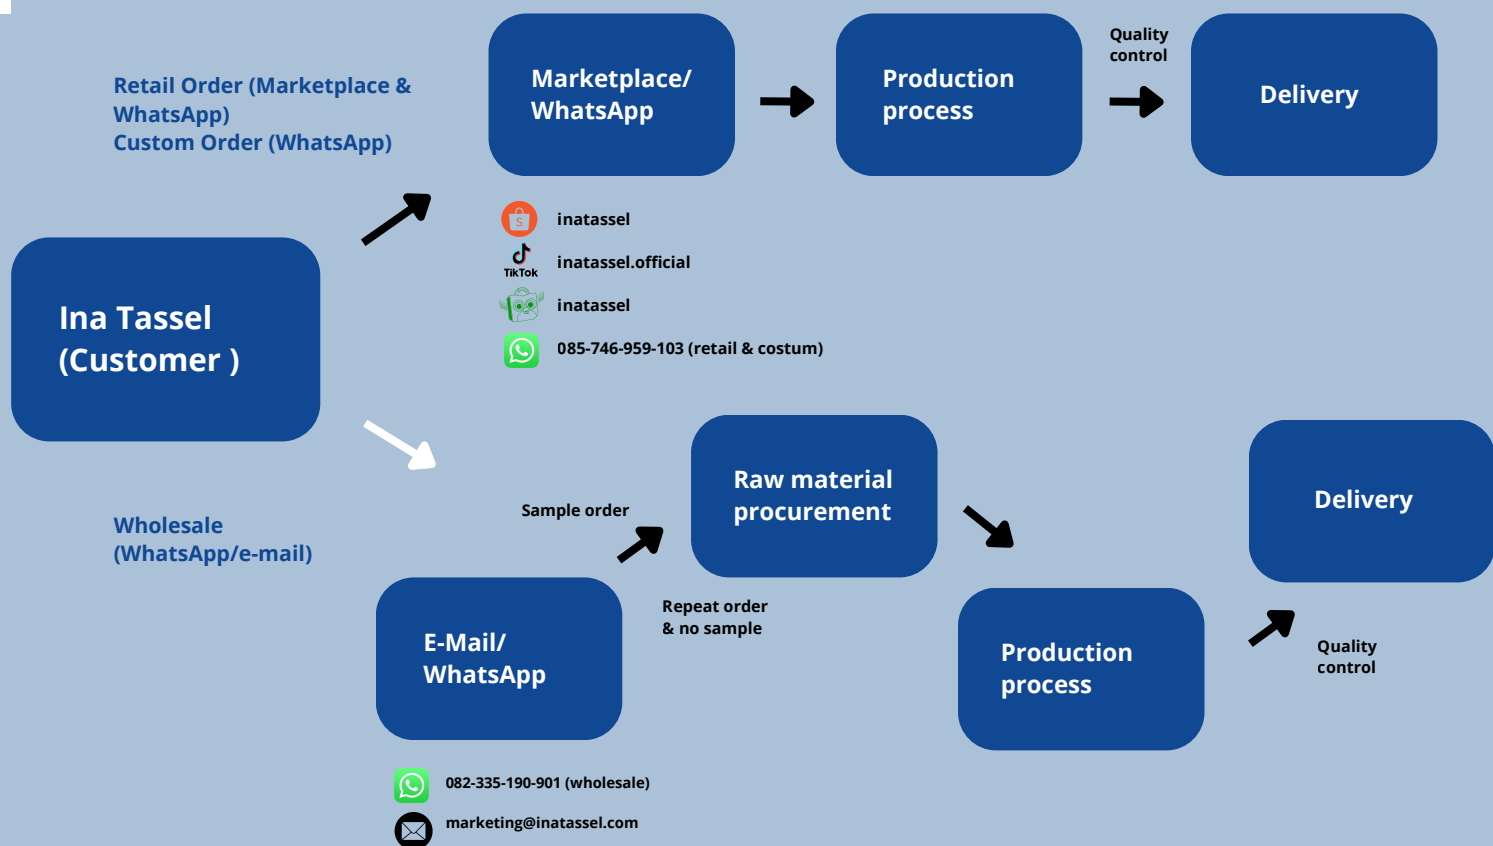 Retail Order (Marketplace &
WhatsApp)
Custom Order (WhatsApp)
Marketplace/
WhatsApp
Production
process
Quality
control
Delivery
S
inatassel
TikTok
inatassel.official
inatassel
085-746-959-103 (retail & costum)
Ina Tassel
(Customer )
Wholesale
(WhatsApp/e-mail)
Sample order
Raw material
procurement
Repeat order
& no sample
E-Mail/
WhatsApp
Production
process
Quality
control
Delivery
082-335-190-901 (wholesale)
marketing@inatassel.com